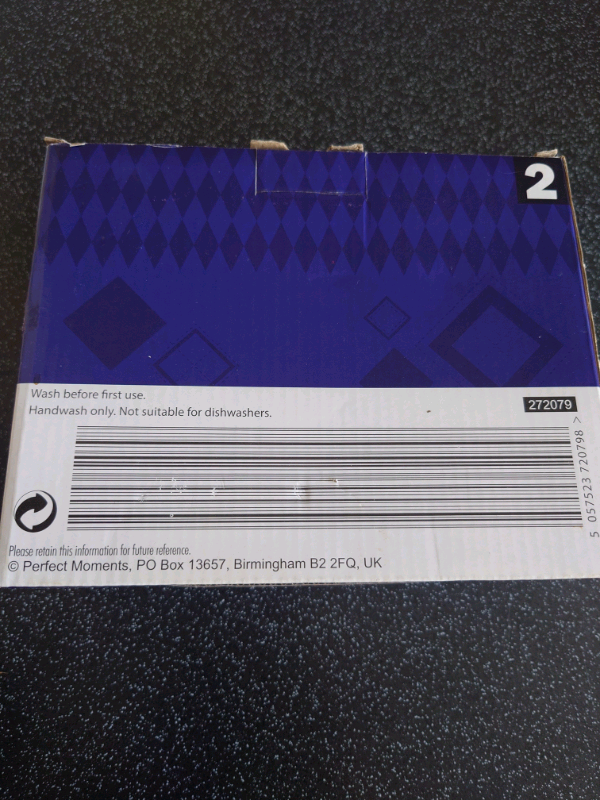 2
Wash before first use.
Handwash only. Not suitable for dishwashers.
272079
5 057523 720798 >
Please retain this information for future reference.
© Perfect Moments, PO Box 13657, Birmingham B2 2FQ, UK